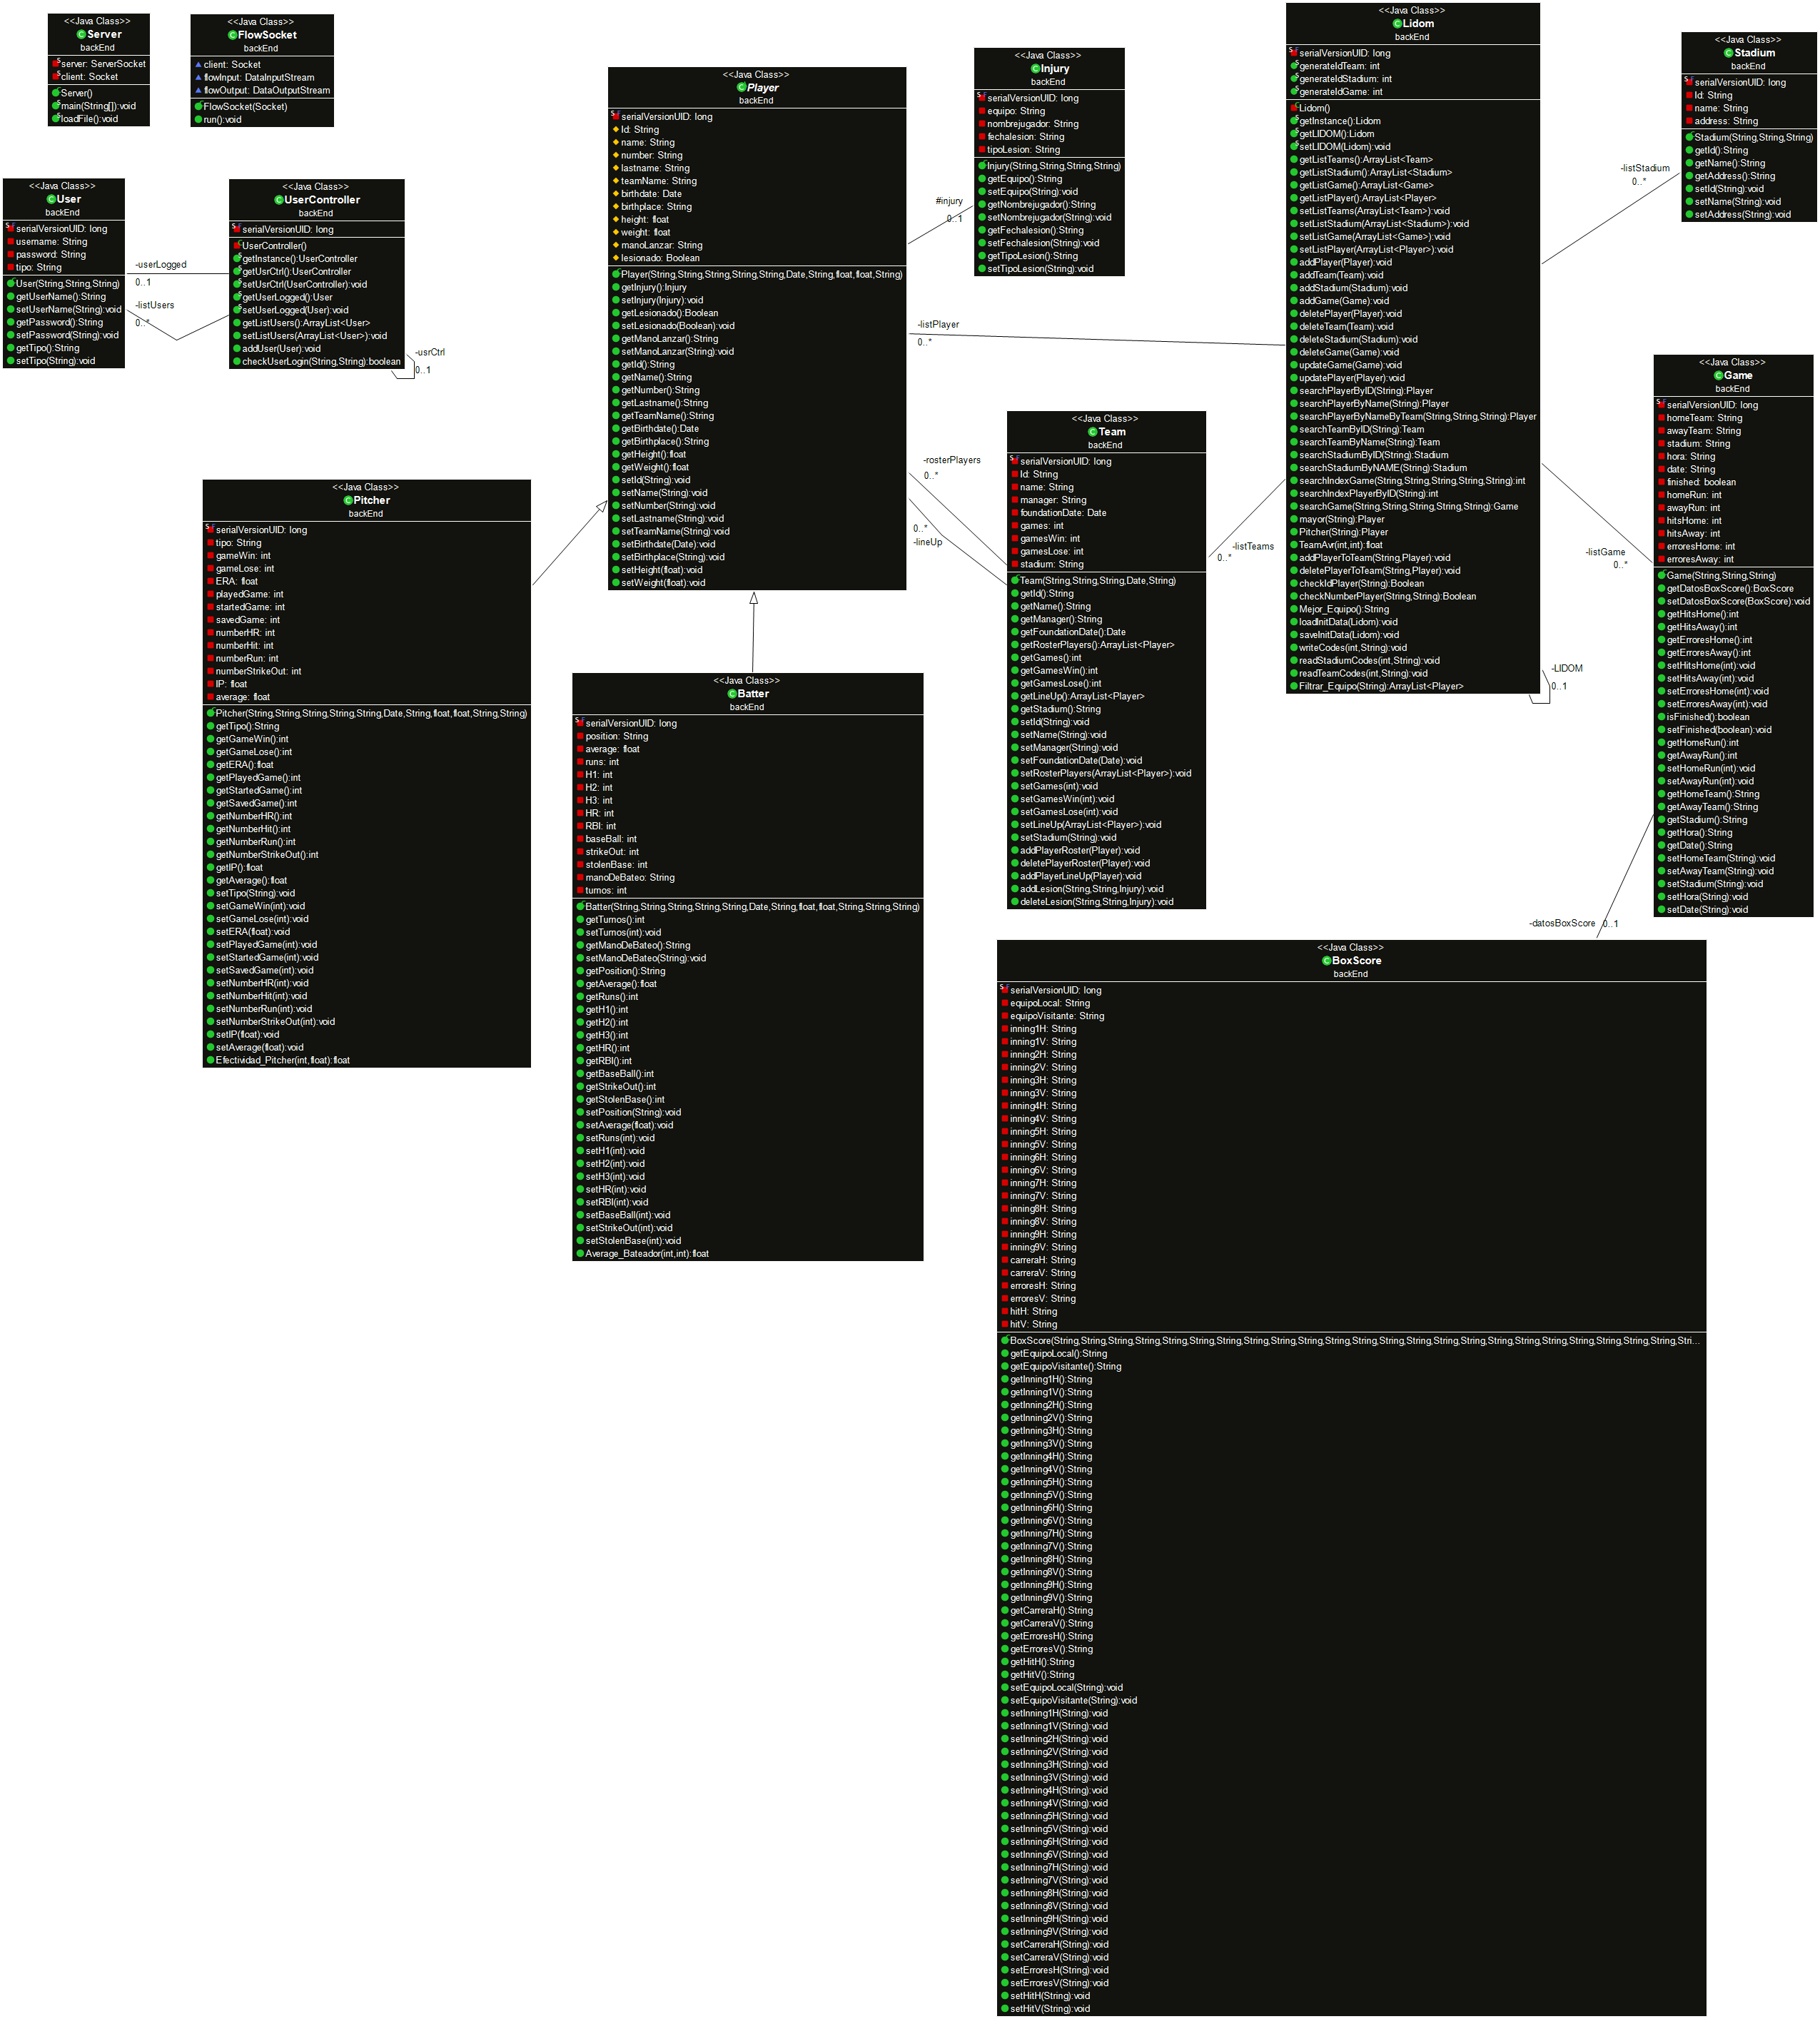 <<Java Class>>
Server
backEnd
server: ServerSocket
client: Socket
Server()
main(String[]):void
loadFile():void
<<Java Class>>
FlowSocket
backEnd
client: Socket
flowInput: DataInputStream
flowOutput: DataOutputStream
FlowSocket(Socket)
run():void
<<Java Class>>
User
backEnd
serialVersionUID: long
username: String
password: String
tipo: String
User(String,String,String)
getUserName():String
setUserName(String):void
getPassword():String
setPassword(String):void
getTipo():String
setTipo(String):void
-userLogged
0..1
-listUsers
0..*
<<Java Class>>
UserController
backEnd
serialVersionUID: long
UserController()
getInstance():UserController
getUsrCtrl():UserController
setUsrCtrl(UserController):void
getUserLogged():User
setUserLogged(User):void
getListUsers():ArrayList<User>
setListUsers(ArrayList<User>):void
addUser(User):void
checkUserLogin(String,String):boolean
-usrCtrl
0..1
<<Java Class>>
Player
backEnd
serialVersionUID: long
Id: String
name: String
number: String
lastname: String
teamName: String
birthdate: Date
birthplace: String
height: float
weight: float
manoLanzar: String
lesionado: Boolean
Player(String,String,String,String,String,Date,String,float,float,String)
getInjury():Injury
setInjury(Injury):void
getLesionado():Boolean
setLesionado(Boolean):void
getManoLanzar():String
setManoLanzar(String):void
getId():String
getName():String
getNumber():String
getLastname():String
getTeamName():String
getBirthdate():Date
getBirthplace():String
getHeight():float
getWeight():float
setId(String):void
setName(String):void
setNumber(String):void
setLastname(String):void
setTeamName(String):void
setBirthdate(Date):void
setBirthplace(String):void
setHeight(float):void
setWeight(float):void
<<Java Class>>
Injury
backEnd
serialVersionUID: long
equipo: String
nombrejugador: String
fechalesion: String
tipoLesion: String
Injury(String,String,String,String)
getEquipo():String
setEquipo(String):void
getNombrejugador():String
setNombrejugador(String):void
getFechalesion():String
setFechalesion(String):void
getTipoLesion():String
setTipoLesion(String):void
#injury
0..1
-listPlayer
0..*
-rosterPlayers
0..*
0..*
-lineUp
<<Java Class>>
Lidom
backEnd
serialVersionUID: long
generateIdTeam: int
generateIdStadium: int
generateIdGame: int
Lidom()
getInstance():Lidom
getLIDOM():Lidom
setLIDOM(Lidom):void
getListTeams():ArrayList<Team>
getListStadium():ArrayList<Stadium>
getListGame():ArrayList<Game>
getListPlayer():ArrayList<Player>
setListTeams(ArrayList<Team>):void
setListStadium(ArrayList<Stadium>):void
setListGame(ArrayList<Game>):void
setListPlayer(ArrayList<Player>):void
addPlayer(Player):void
addTeam(Team):void
addStadium(Stadium):void
addGame(Game):void
deletePlayer(Player):void
deleteTeam(Team):void
deleteStadium(Stadium):void
deleteGame(Game):void
updateGame(Game):void
updatePlayer(Player):void
searchPlayerByID(String):Player
searchPlayerByName(String):Player
searchPlayerByNameByTeam(String,String,String):Player
searchTeamByID(String):Team
searchTeamByName(String):Team
searchStadiumByID(String):Stadium
searchStadiumByNAME(String):Stadium
searchIndexGame(String,String,String,String,String):int
searchIndexPlayerByID(String):int
searchGame(String,String,String,String,String):Game
mayor(String):Player
Pitcher(String):Player
TeamAvr(int,int):float
addPlayerToTeam(String,Player):void
deletePlayerToTeam(String,Player):void
checkIdPlayer(String):Boolean
checkNumberPlayer(String,String):Boolean
Mejor_Equipo():String
loadInitData(Lidom):void
saveInitData(Lidom):void
writeCodes(int,String):void
readStadiumCodes(int,String):void
readTeamCodes(int,String):void
Filtrar_Equipo(String):ArrayList<Player>
-LIDOM
0..1
-listStadium
0..*
-listTeams
0..*
-listGame
0..*
<<Java Class>>
Stadium
backEnd
serialVersionUID: long
Id: String
name: String
address: String
Stadium(String,String,String)
getId():String
getName():String
getAddress():String
setId(String):void
setName(String):void
setAddress(String):void
<<Java Class>>
Game
backEnd
serialVersionUID: long
homeTeam: String
awayTeam: String
stadium: String
hora: String
date: String
finished: boolean
homeRun: int
awayRun: int
hitsHome: int
hitsAway: int
erroresHome: int
erroresAway: int
Game(String,String,String)
getDatosBoxScore():BoxScore
setDatosBoxScore(BoxScore):void
getHitsHome():int
getHitsAway():int
getErroresHome():int
getErroresAway():int
setHitsHome(int):void
setHitsAway(int):void
setErroresHome(int):void
setErroresAway(int):void
isFinished():boolean
setFinished(boolean):void
getHomeRun():int
getAwayRun():int
setHomeRun(int):void
setAwayRun(int):void
getHomeTeam():String
getAwayTeam():String
getStadium():String
getHora():String
getDate():String
setHomeTeam(String):void
setAwayTeam(String):void
setStadium(String):void
setHora(String):void
setDate(String):void
-datosBoxScore
0..1
<<Java Class>>
Team
backEnd
serialVersionUID: long
Id: String
name: String
manager: String
foundationDate: Date
games: int
gamesWin: int
gamesLose: int
stadium: String
Team(String,String,String,Date,String)
getId():String
getName():String
getManager():String
getFoundationDate():Date
getRosterPlayers():ArrayList<Player>
getGames():int
getGamesWin():int
getGamesLose():int
getLineUp():ArrayList<Player>
getStadium():String
setId(String):void
setName(String):void
setManager(String):void
setFoundationDate(Date):void
setRosterPlayers(ArrayList<Player>):void
setGames(int):void
setGamesWin(int):void
setGamesLose(int):void
setLineUp(ArrayList<Player>):void
setStadium(String):void
addPlayerRoster(Player):void
deletePlayerRoster(Player):void
addPlayerLineUp(Player):void
addLesion(String,String,Injury):void
deleteLesion(String,String,Injury):void
<<Java Class>>
Pitcher
backEnd
serialVersionUID: long
tipo: String
gameWin: int
gameLose: int
ERA: float
playedGame: int
startedGame: int
savedGame: int
numberHR: int
numberHit: int
numberRun: int
numberStrikeOut: int
IP: float
average: float
Pitcher(String,String,String,String,String,Date,String,float,float,String,String)
getTipo():String
getGameWin():int
getGameLose():int
getERA():float
getPlayedGame():int
getStartedGame():int
getSavedGame():int
getNumberHR():int
getNumberHit():int
getNumberRun():int
getNumberStrikeOut():int
getIP():float
getAverage():float
setTipo(String):void
setGameWin(int):void
setGameLose(int):void
setERA(float):void
setPlayedGame(int):void
setStartedGame(int):void
setSavedGame(int):void
setNumberHR(int):void
setNumberHit(int):void
setNumberRun(int):void
setNumberStrikeOut(int):void
setIP(float):void
setAverage(float):void
Efectividad_Pitcher(int,float):float
<<Java Class>>
Batter
backEnd
serialVersionUID: long
position: String
average: float
runs: int
H1: int
H2: int
H3: int
HR: int
RBI: int
baseBall: int
strikeOut: int
stolenBase: int
manoDeBateo: String
turnos: int
Batter(String,String,String,String,String,Date,String,float,float,String,String,String)
getTurnos():int
setTurnos(int):void
getManoDeBateo():String
setManoDeBateo(String):void
getPosition():String
getAverage():float
getRuns():int
getH1():int
getH2():int
getH3():int
getHR():int
getRBI():int
getBaseBall():int
getStrikeOut():int
getStolenBase():int
setPosition(String):void
setAverage(float):void
setRuns(int):void
setH1(int):void
setH2(int):void
setH3(int):void
setHR(int):void
setRBI(int):void
setBaseBall(int):void
setStrikeOut(int):void
setStolenBase(int):void
Average_Bateador(int,int):float
<<Java Class>>
BoxScore
backEnd
serialVersionUID: long
equipoLocal: String
equipoVisitante: String
inning1H: String
inning1V: String
inning2H: String
inning2V: String
inning3H: String
inning3V: String
inning4H: String
inning4V: String
inning5H: String
inning5V: String
inning6H: String
inning6V: String
inning7H: String
inning7V: String
inning8H: String
inning8V: String
inning9H: String
inning9V: String
carreraH: String
carreraV: String
erroresH: String
erroresV: String
hitH: String
hitV: String
BoxScore(String,String,String,String,String,String,String,String,String,String,String,String,String,String,String,String,String,String,String,String,String,String,String,Stri...
getEquipoLocal():String
getEquipoVisitante():String
getInning1H():String
getInning1V():String
getInning2H():String
getInning2V():String
getInning3H():String
getInning3V():String
getInning4H():String
getInning4V():String
getInning5H():String
getInning5V():String
getInning6H():String
getInning6V():String
getInning7H():String
getInning7V():String
getInning8H():String
getInning8V():String
getInning9H():String
getInning9V():String
getCarreraH():String
getCarreraV():String
getErroresH():String
getErroresV():String
getHitH():String
getHitV():String
setEquipoLocal(String):void
setEquipoVisitante(String):void
setInning1H(String):void
setInning1V(String):void
setInning2H(String):void
setInning2V(String):void
setInning3H(String):void
setInning3V(String):void
setInning4H(String):void
setInning4V(String):void
setInning5H(String):void
setInning5V(String):void
setInning6H(String):void
setInning6V(String):void
setInning7H(String):void
setInning7V(String):void
setInning8H(String):void
setInning8V(String):void
setInning9H(String):void
setInning9V(String):void
setCarreraH(String):void
setCarreraV(String):void
setErroresH(String):void
setErroresV(String):void
setHitH(String):void
setHitV(String):void